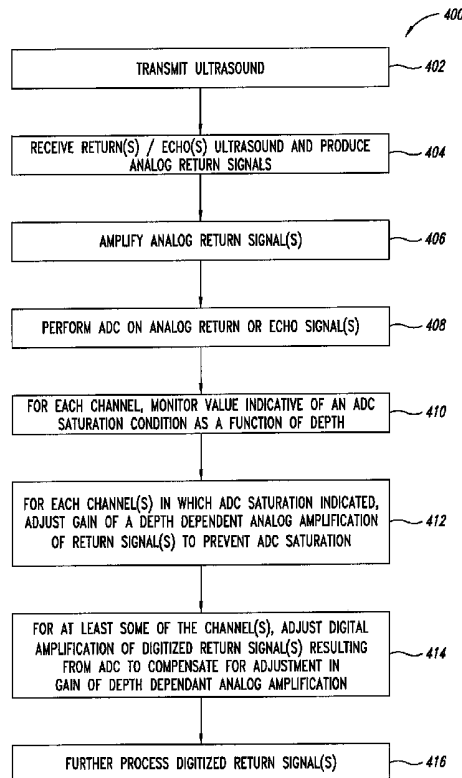 400
TRANSMIT ULTRASOUND
402
RECEIVE RETURN(S) / ECHO(S) ULTRASOUND AND PRODUCE
ANALOG RETURN SIGNALS
404
AMPLIFY ANALOG RETURN SIGNAL(S)
406
PERFORM ADC ON ANALOG RETURN OR ECHO SIGNAL(S)
408
FOR EACH CHANNEL, MONITOR VALUE INDICATIVE OF AN ADC
SATURATION CONDITION AS A FUNCTION OF DEPTH
410
FOR EACH CHANNEL(S) IN WHICH ADC SATURATION INDICATED,
ADJUST GAIN OF A DEPTH DEPENDENT ANALOG AMPLIFICATION
OF RETURN SIGNAL(S) TO PREVENT ADC SATURATION
412
FOR AT LEAST SOME OF THE CHANNEL(S), ADJUST DIGITAL
AMPLIFICATION OF DIGITIZED RETURN SIGNAL(S) RESULTING
FROM ADC TO COMPENSATE FOR ADJUSTMENT IN
GAIN OF DEPTH DEPENDANT ANALOG AMPLIFICATION
414
FURTHER PROCESS DIGITIZED RETURN SIGNAL(S)
416